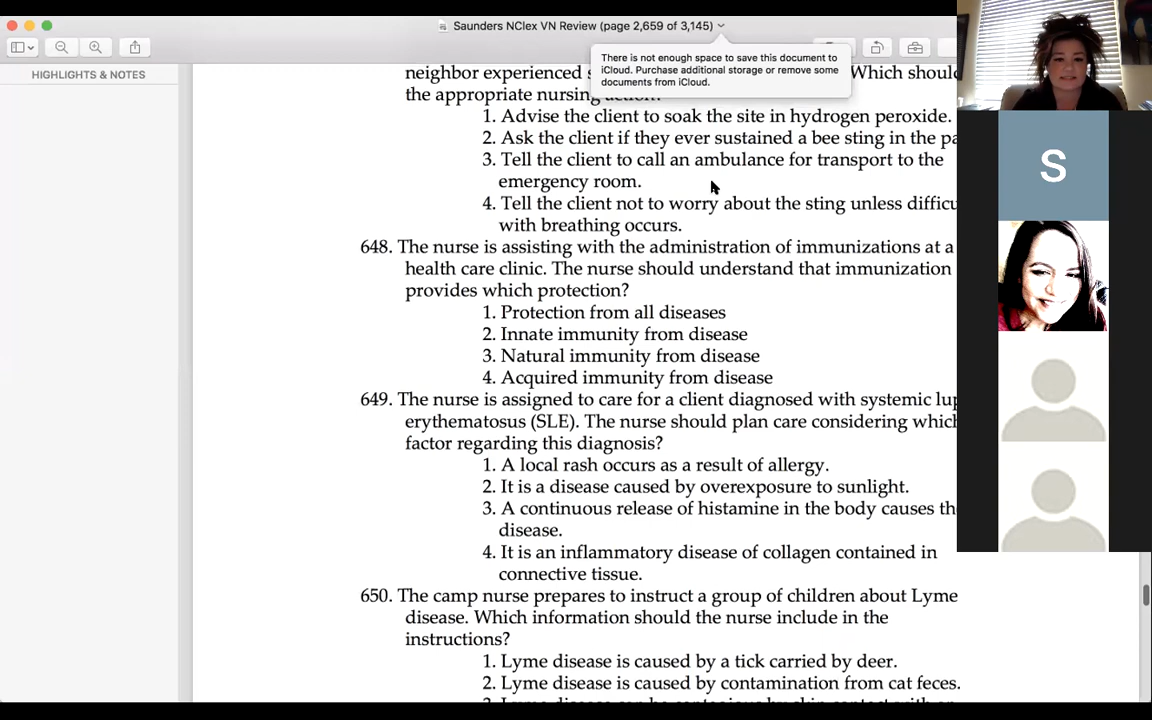 Saunders NClex VN Review (page 2,659 of 3,145)
There is not enough space to save this document to
iCloud. Purchase additional storage or remove some
documents from iCloud.
HIGHLIGHTS & NOTES
neighbor experienced Which should
the appropriate nursing action?
1. Advise the client to soak the site in hydrogen peroxide.
2. Ask the client if they ever sustained a bee sting in the pa
3. Tell the client to call an ambulance for transport to the
emergency room.
4. Tell the client not to worry about the sting unless difficu
with breathing occurs.
648. The nurse is assisting with the administration of immunizations at a
health care clinic. The nurse should understand that immunization
provides which protection?
1. Protection from all diseases
2. Innate immunity from disease
3. Natural immunity from disease
4. Acquired immunity from disease
649. The nurse is assigned to care for a client diagnosed with systemic lup
erythematosus (SLE). The nurse should plan care considering which
factor regarding this diagnosis?
1. A local rash occurs as a result of allergy.
2. It is a disease caused by overexposure to sunlight.
3. A continuous release of histamine in the body causes th
disease.
4. It is an inflammatory disease of collagen contained in
connective tissue.
650. The camp nurse prepares to instruct a group of children about Lyme
disease. Which information should the nurse include in the
instructions?
1. Lyme disease is caused by a tick carried by deer.
2. Lyme disease is caused by contamination from cat feces.
S